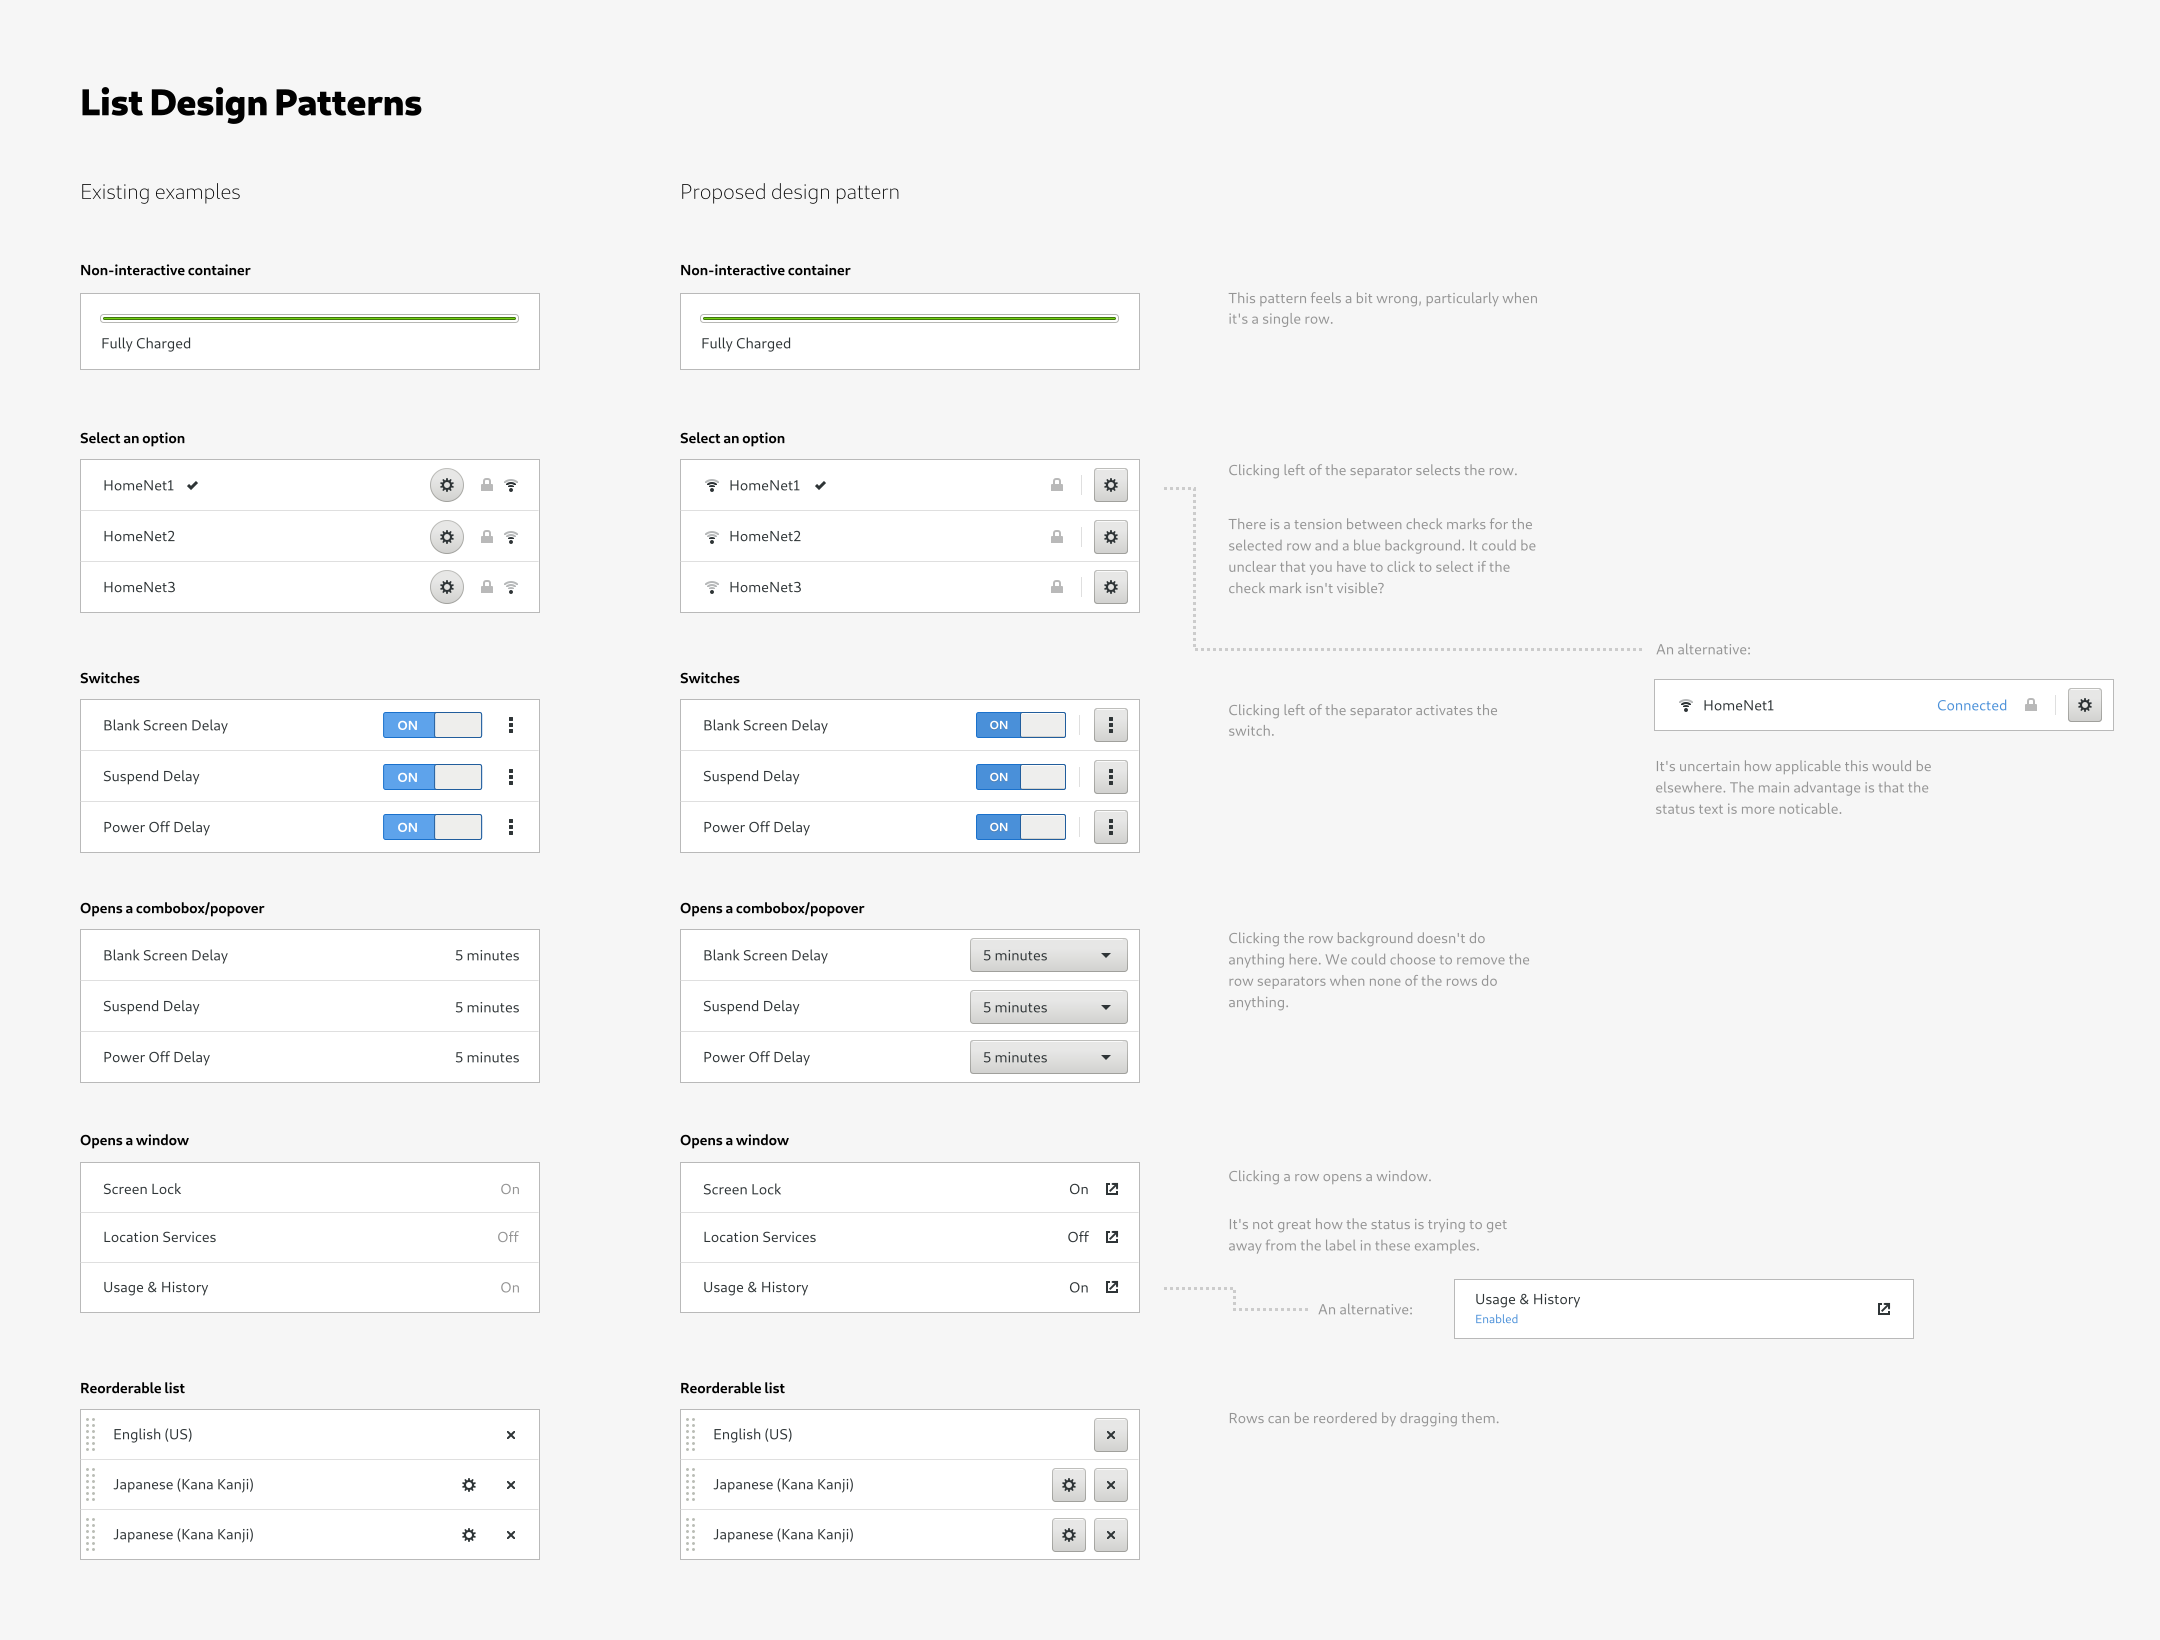 List Design Patterns
Existing examples
Proposed design pattern
Non-interactive container
Fully Charged
Non-interactive container
Fully Charged
This pattern feels a bit wrong, particularly when
it's a single row.
Select an option
HomeNet1
HomeNet2
HomeNet3
Select an option
HomeNet1
HomeNet2
HomeNet3
Clicking left of the separator selects the row.
There is a tension between check marks for the
selected row and a blue background. It could be
unclear that you have to click to select if the
check mark isn't visible?
An alternative:
HomeNet1 Connected
It's uncertain how applicable this would be
elsewhere. The main advantage is that the
status text is more noticable.
Switches
Blank Screen Delay ON
Suspend Delay ON
Power Off Delay ON
Switches
Blank Screen Delay ON
Suspend Delay ON
Power Off Delay ON
Clicking left of the separator activates the
switch.
Opens a combobox/popover
Blank Screen Delay 5 minutes
Suspend Delay 5 minutes
Power Off Delay 5 minutes
Opens a combobox/popover
Blank Screen Delay 5 minutes
Suspend Delay 5 minutes
Power Off Delay 5 minutes
Clicking the row background doesn't do
anything here. We could choose to remove the
row separators when none of the rows do
anything.
Opens a window
Screen Lock On
Location Services Off
Usage & History On
Opens a window
Screen Lock On
Location Services Off
Usage & History On
Clicking a row opens a window.
It's not great how the status is trying to get
away from the label in these examples.
An alternative:
Usage & History
Enabled
Reorderable list
English (US)
Japanese (Kana Kanji)
Japanese (Kana Kanji)
Reorderable list
English (US)
Japanese (Kana Kanji)
Japanese (Kana Kanji)
Rows can be reordered by dragging them.